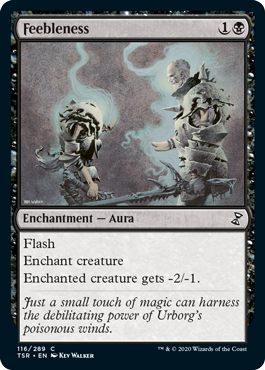 Feebleness 1
Enchantment — Aura
Flash
Enchant creature
Enchanted creature gets -2/-1.
Just a small touch of magic can harness
the debilitating power of Urborg's
poisonous winds.
116/289 C
TSR • EN KEY WALKER
™ & © 2020 Wizards of the Coast